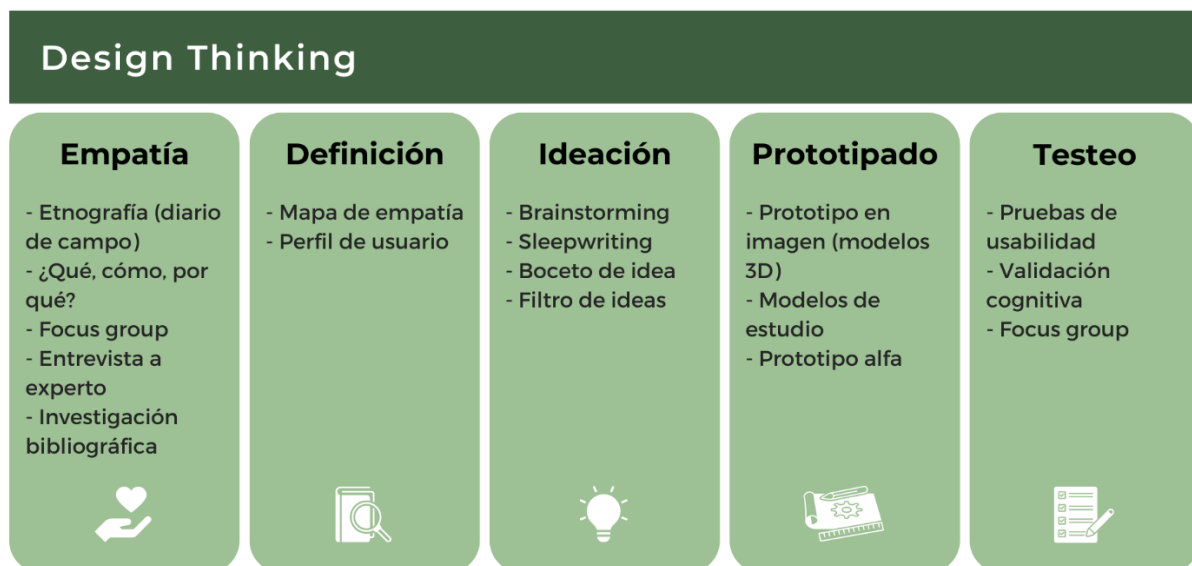 Design Thinking
Empatía
- Etnografía (diario
de campo)
- ¿Qué, cómo, por
qué?
- Focus group
- Entrevista a
experto
- Investigación
bibliográfica
Definición
- Mapa de empatía
- Perfil de usuario
Ideación
- Brainstorming
- Sleepwriting
- Boceto de idea
- Filtro de ideas
Prototipado
- Prototipo en
imagen (modelos
3D)
- Modelos de
estudio
- Prototipo alfa
Testeo
- Pruebas de
usabilidad
- Validación
cognitiva
- Focus group